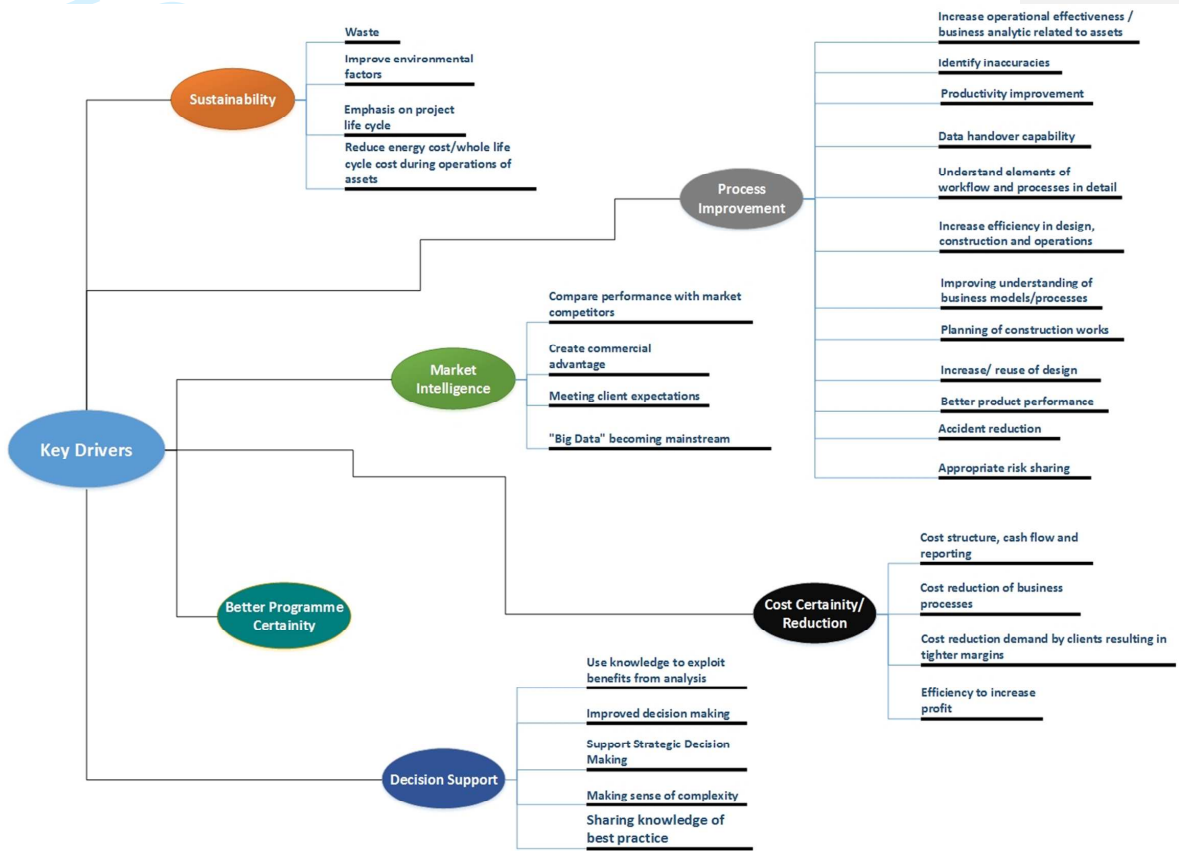 Key Drivers
Sustainability
Waste
Improve environmental
factors
Emphasis on project
life cycle
Reduce energy cost/whole life
cycle cost during operations of
assets
Process
Improvement
Increase operational effectiveness /
business analytic related to assets
Identify inaccuracies
Productivity improvement
Data handover capability
Understand elements of
workflow and processes in detail
Increase efficiency in design,
construction and operations
Improving understanding of
business models/processes
Planning of construction works
Increase/ reuse of design
Better product performance
Accident reduction
Appropriate risk sharing
Market
Intelligence
Compare performance with market
competitors
Create commercial
advantage
Meeting client expectations
"Big Data" becoming mainstream
Better Programme
Certainity
Cost Certainity/
Reduction
Cost structure, cash flow and
reporting
Cost reduction of business
processes
Cost reduction demand by clients resulting in
tighter margins
Efficiency to increase
profit
Decision Support
Use knowledge to exploit
benefits from analysis
Improved decision making
Support Strategic Decision
Making
Making sense of complexity
Sharing knowledge of
best practice